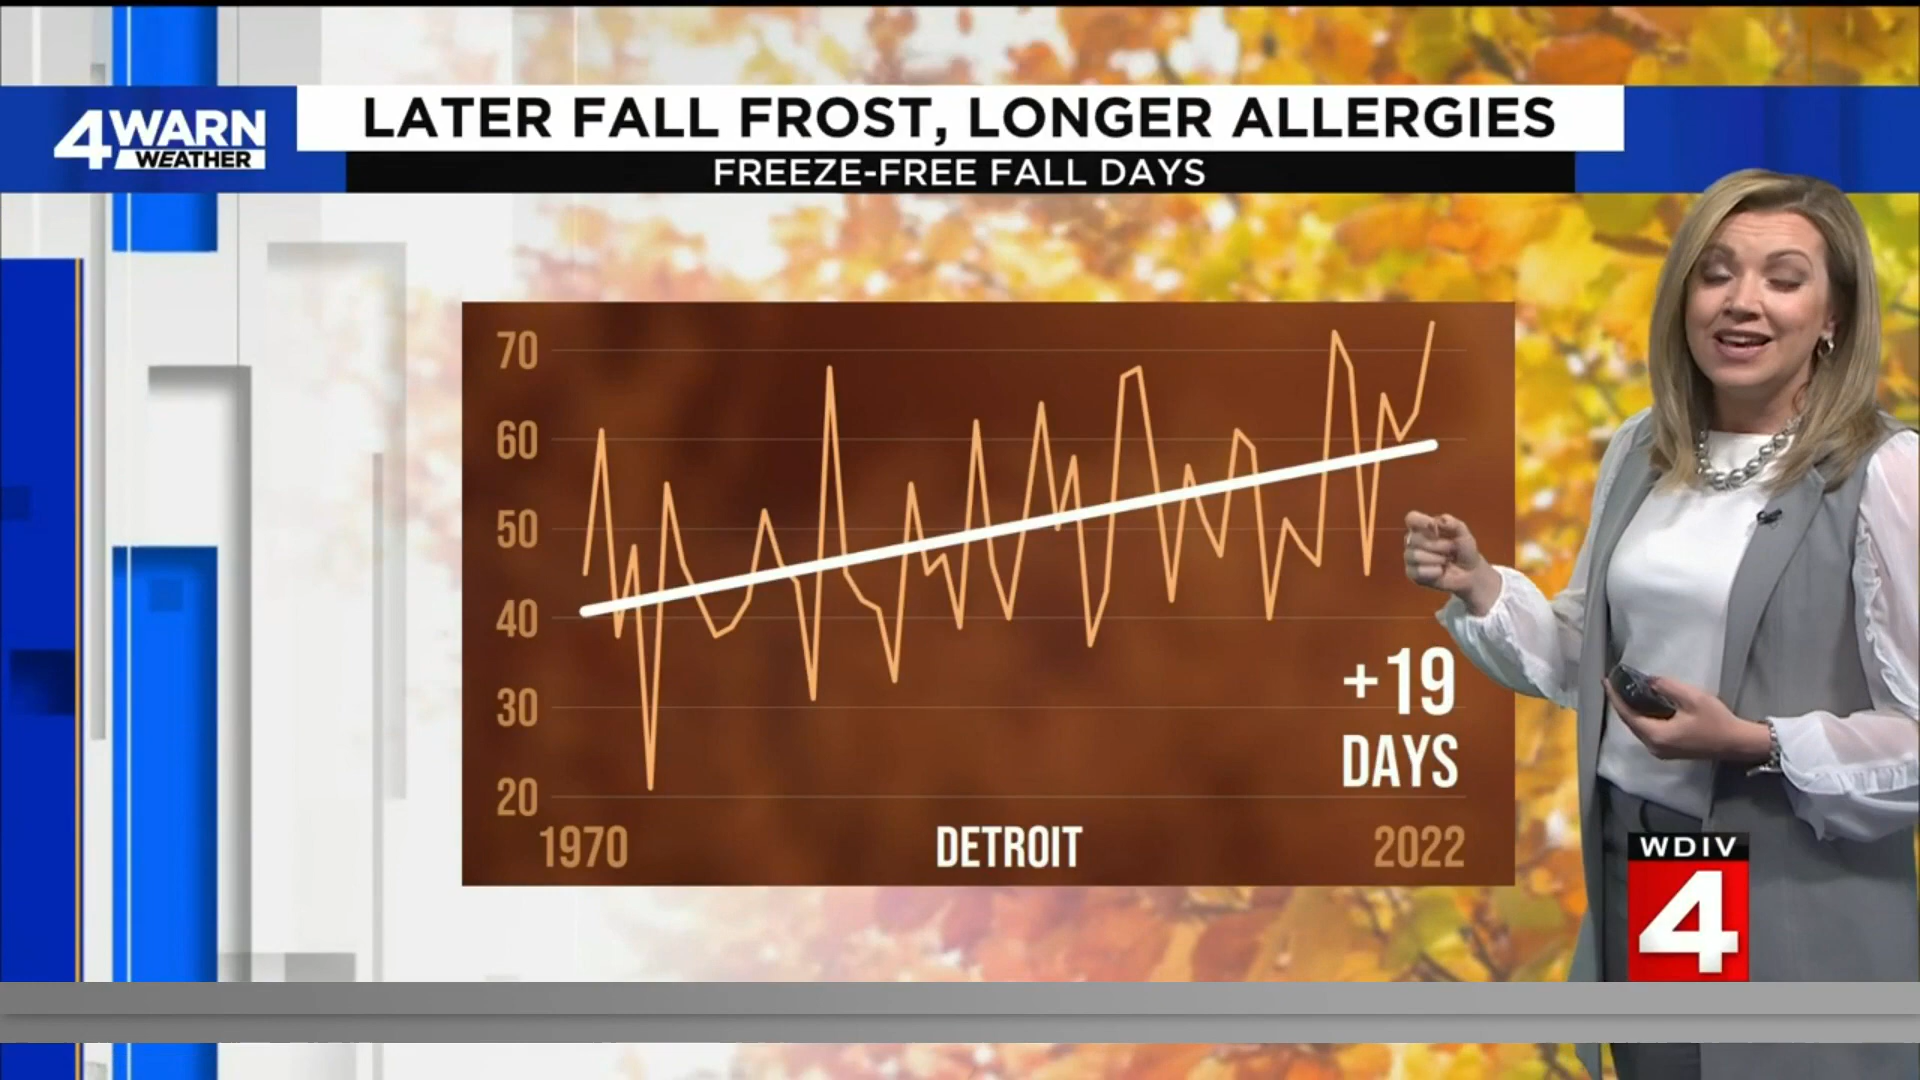 4WARN
WEATHER
LATER FALL FROST, LONGER ALLERGIES
FREEZE-FREE FALL DAYS
70
60
50
40
30
20
+19
DAYS
1970 DETROIT 2022
WDIV
4